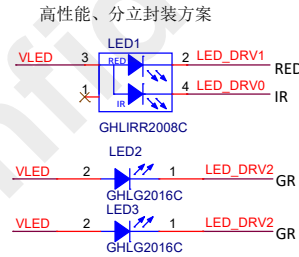 高性能、分立封装方案
LED1
VLED 3 RED 2 LED_DRV1 RED
1 IR 4 LED_DRV0 IR
GHLIRR2008C
LED2
VLED 2 1 LED_DRV2 GR
GHLG2016C
LED3
VLED 2 1 LED_DRV2 GR
GHLG2016C